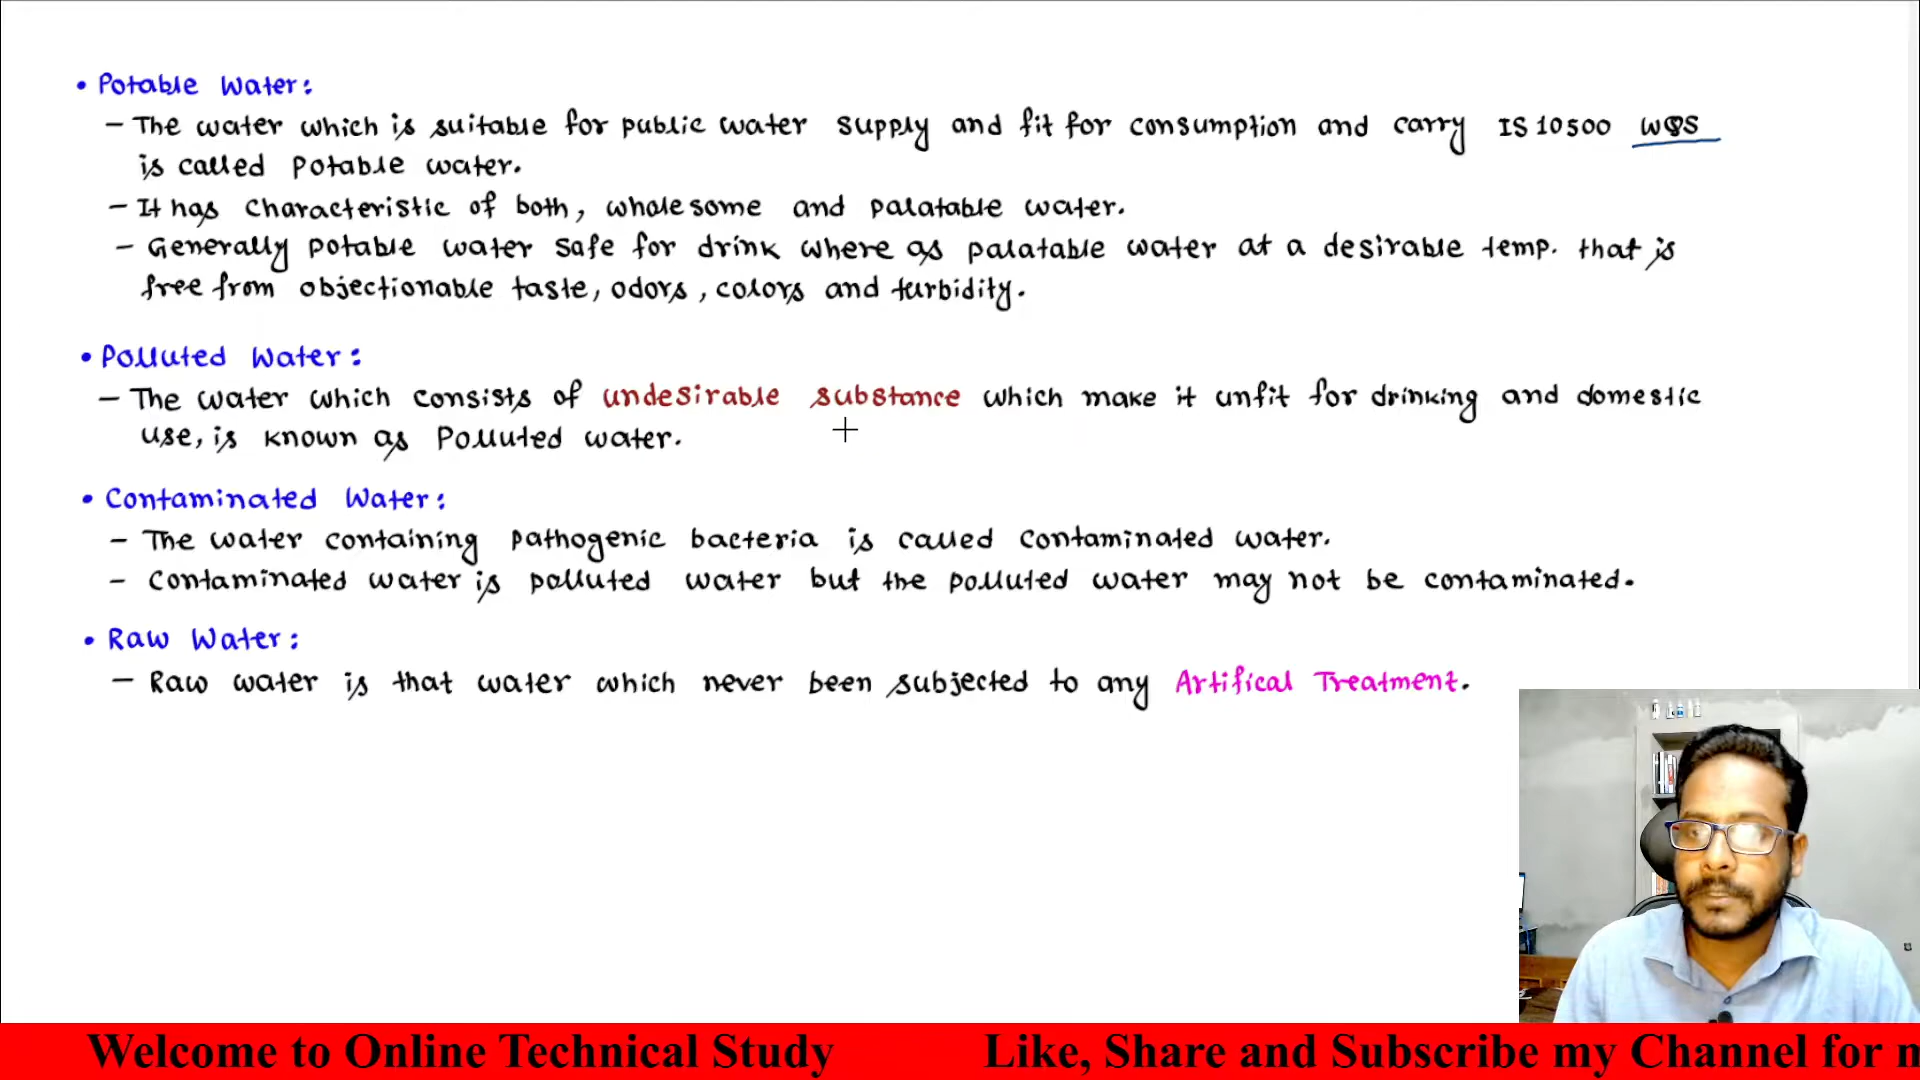 • Potable Water:
– The water which is suitable for public water supply and fit for consumption and carry IS 10500 WQS
is called Potable water.
– It has characteristic of both, wholesome and palatable water.
– Generally potable water safe for drink where as palatable water at a desirable temp. that is
free from objectionable taste, odors, colors and turbidity.
• Polluted Water:
– The water which consists of undesirable substance which make it unfit for drinking and domestic
use, is known as Polluted water.
• Contaminated Water:
– The water containing pathogenic bacteria is called contaminated water.
– Contaminated water is polluted water but the polluted water may not be contaminated.
• Raw Water:
– Raw water is that water which never been subjected to any Artifical Treatment.
Welcome to Online Technical Study Like, Share and Subscribe my Channel for